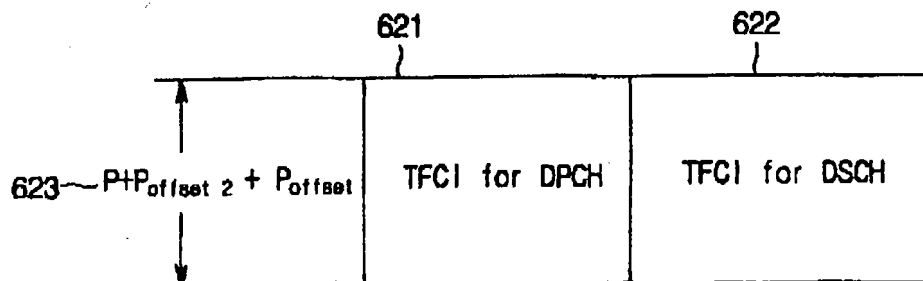 621
622
623
P+Poffset 2 + Poffset
TFCI for DPCH
TFCI for DSCH